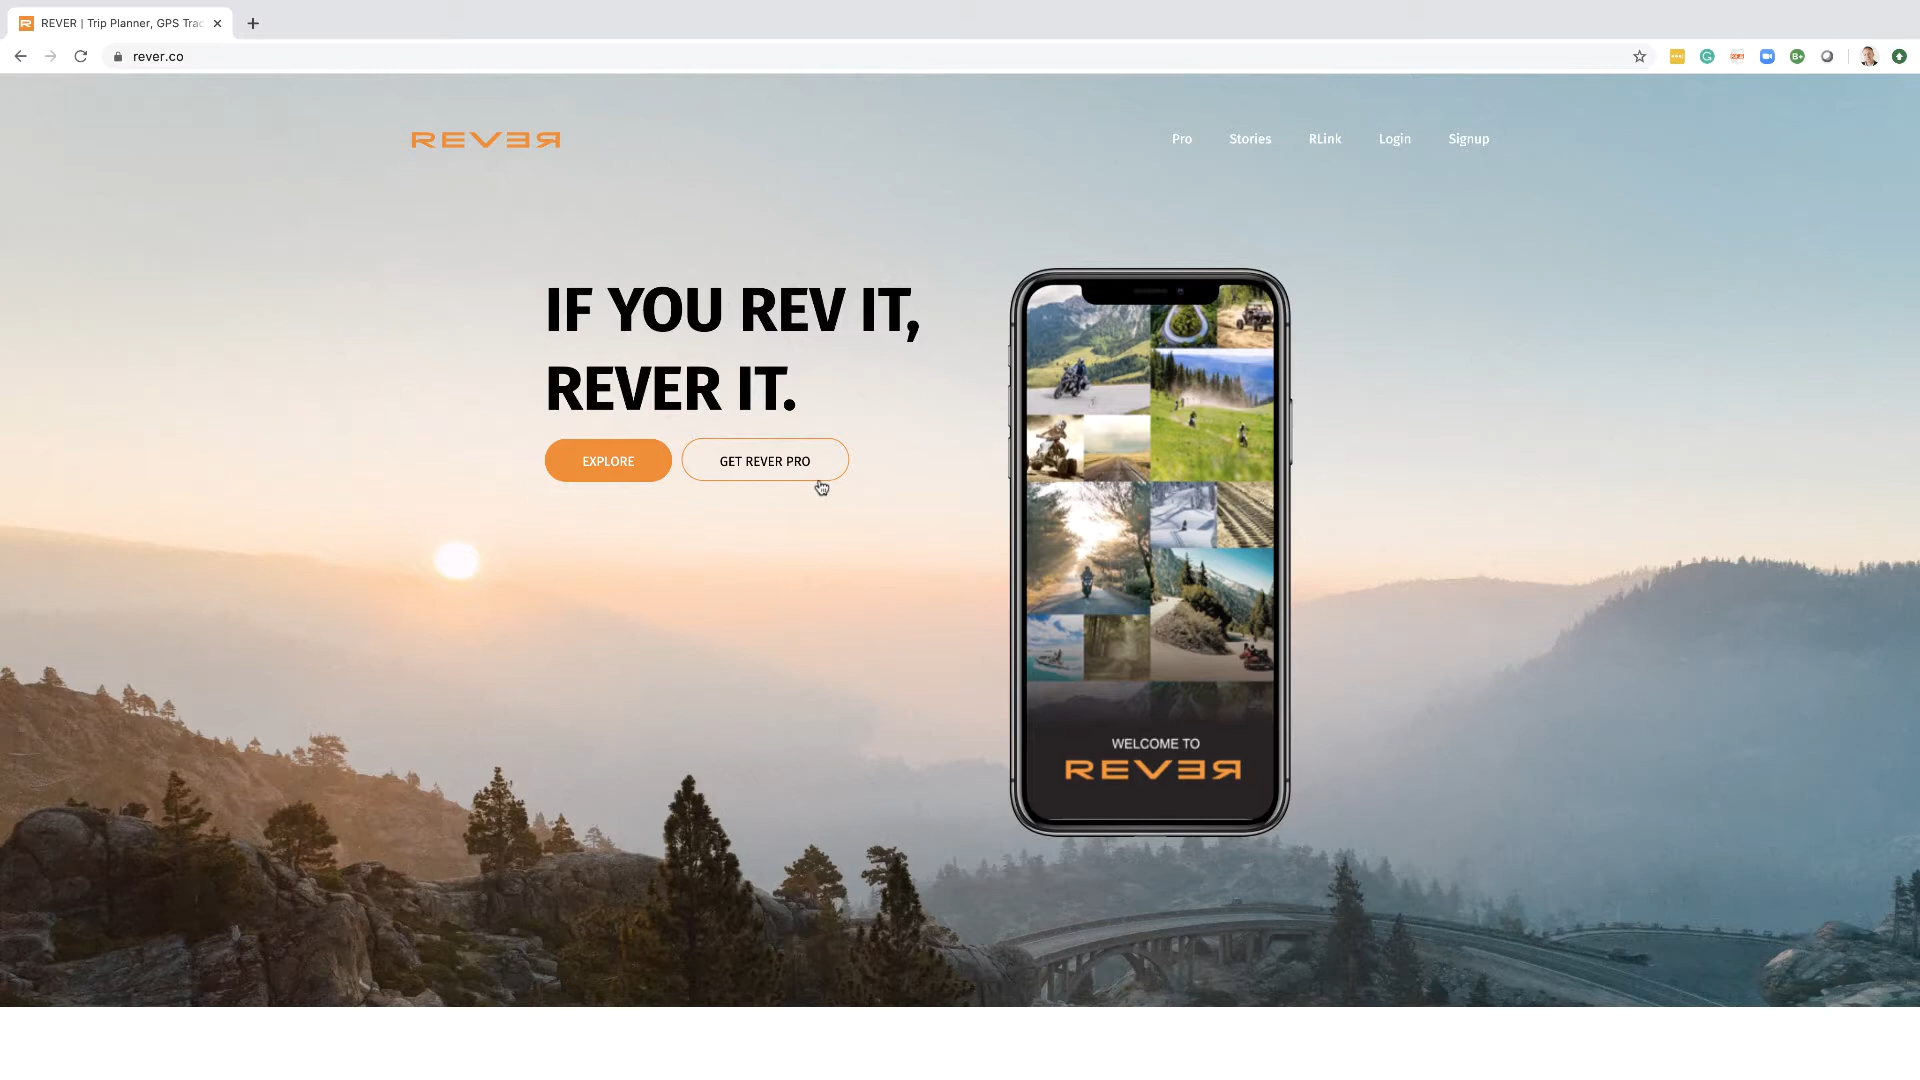 REVER | Trip Planner, GPS Trac
rever.co
REVER
Pro Stories RLink Login Signup
IF YOU REV IT,
REVER IT.
EXPLORE GET REVER PRO
WELCOME TO
REVER